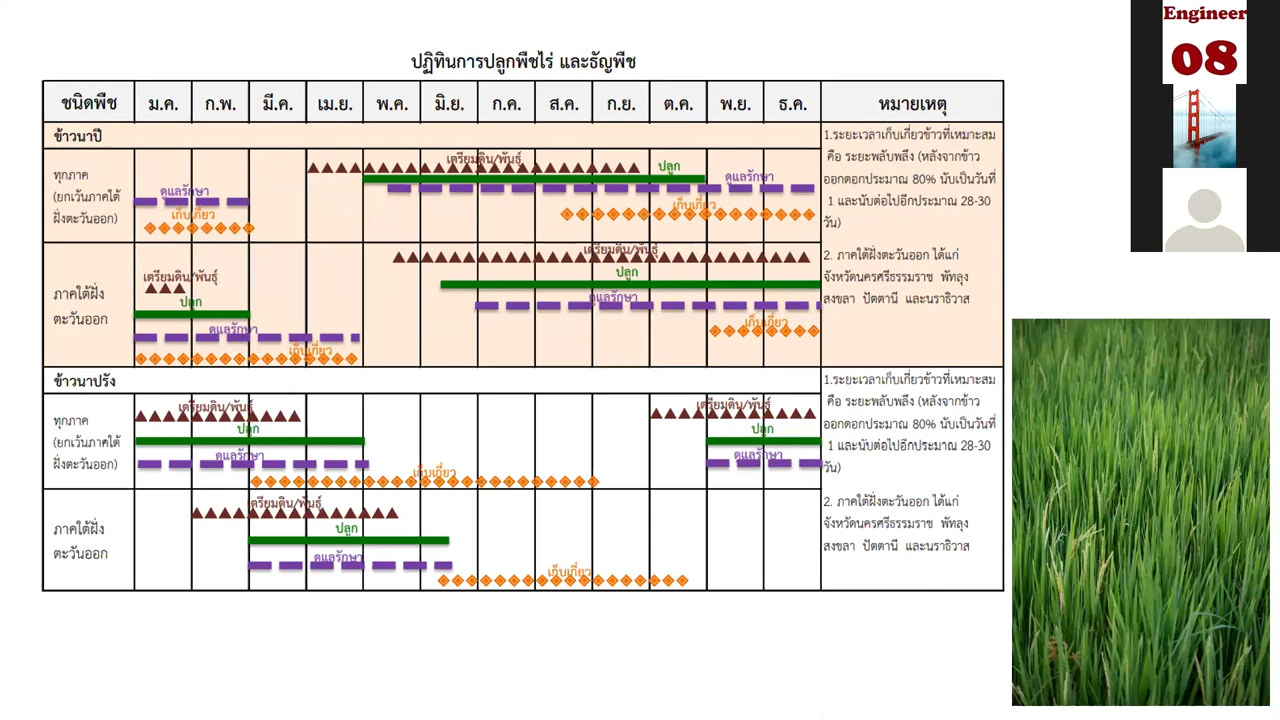 Engineer
08
ปฏิทินการปลูกพืชไร่ และธัญพืช
ชนิดพืช ม.ค. ก.พ. มี.ค. เม.ย. พ.ค. มิ.ย. ก.ค. ส.ค. ก.ย. ต.ค. พ.ย. ธ.ค. หมายเหตุ
ข้าวนาปี
ทุกภาค
(ยกเว้นภาคใต้
ฝั่งตะวันออก)
เตรียมดิน/พันธุ์
ปลูก
ดูแลรักษา
ดูแลรักษา
เก็บเกี่ยว
เก็บเกี่ยว
1.ระยะเวลาเก็บเกี่ยวข้าวที่เหมาะสม
คือ ระยะพลับพลึง (หลังจากข้าว
ออกดอกประมาณ 80% นับเป็นวันที่
1 และนับต่อไปอีกประมาณ 28-30
วัน)
2. ภาคใต้ฝั่งตะวันออก ได้แก่
จังหวัดนครศรีธรรมราช พัทลุง
สงขลา ปัตตานี และนราธิวาส
ภาคใต้ฝั่ง
ตะวันออก
เตรียมดิน/พันธุ์
เตรียมดิน/พันธุ์
ปลูก
ปลูก
ดูแลรักษา
ดูแลรักษา
เก็บเกี่ยว
เก็บเกี่ยว
ข้าวนาปรัง
ทุกภาค
(ยกเว้นภาคใต้
ฝั่งตะวันออก)
เตรียมดิน/พันธุ์
เตรียมดิน/พันธุ์
ปลูก
ปลูก
ดูแลรักษา
ดูแลรักษา
เก็บเกี่ยว
1.ระยะเวลาเก็บเกี่ยวข้าวที่เหมาะสม
คือ ระยะพลับพลึง (หลังจากข้าว
ออกดอกประมาณ 80% นับเป็นวันที่
1 และนับต่อไปอีกประมาณ 28-30
วัน)
2. ภาคใต้ฝั่งตะวันออก ได้แก่
จังหวัดนครศรีธรรมราช พัทลุง
สงขลา ปัตตานี และนราธิวาส
ภาคใต้ฝั่ง
ตะวันออก
เตรียมดิน/พันธุ์
ปลูก
ดูแลรักษา
เก็บเกี่ยว